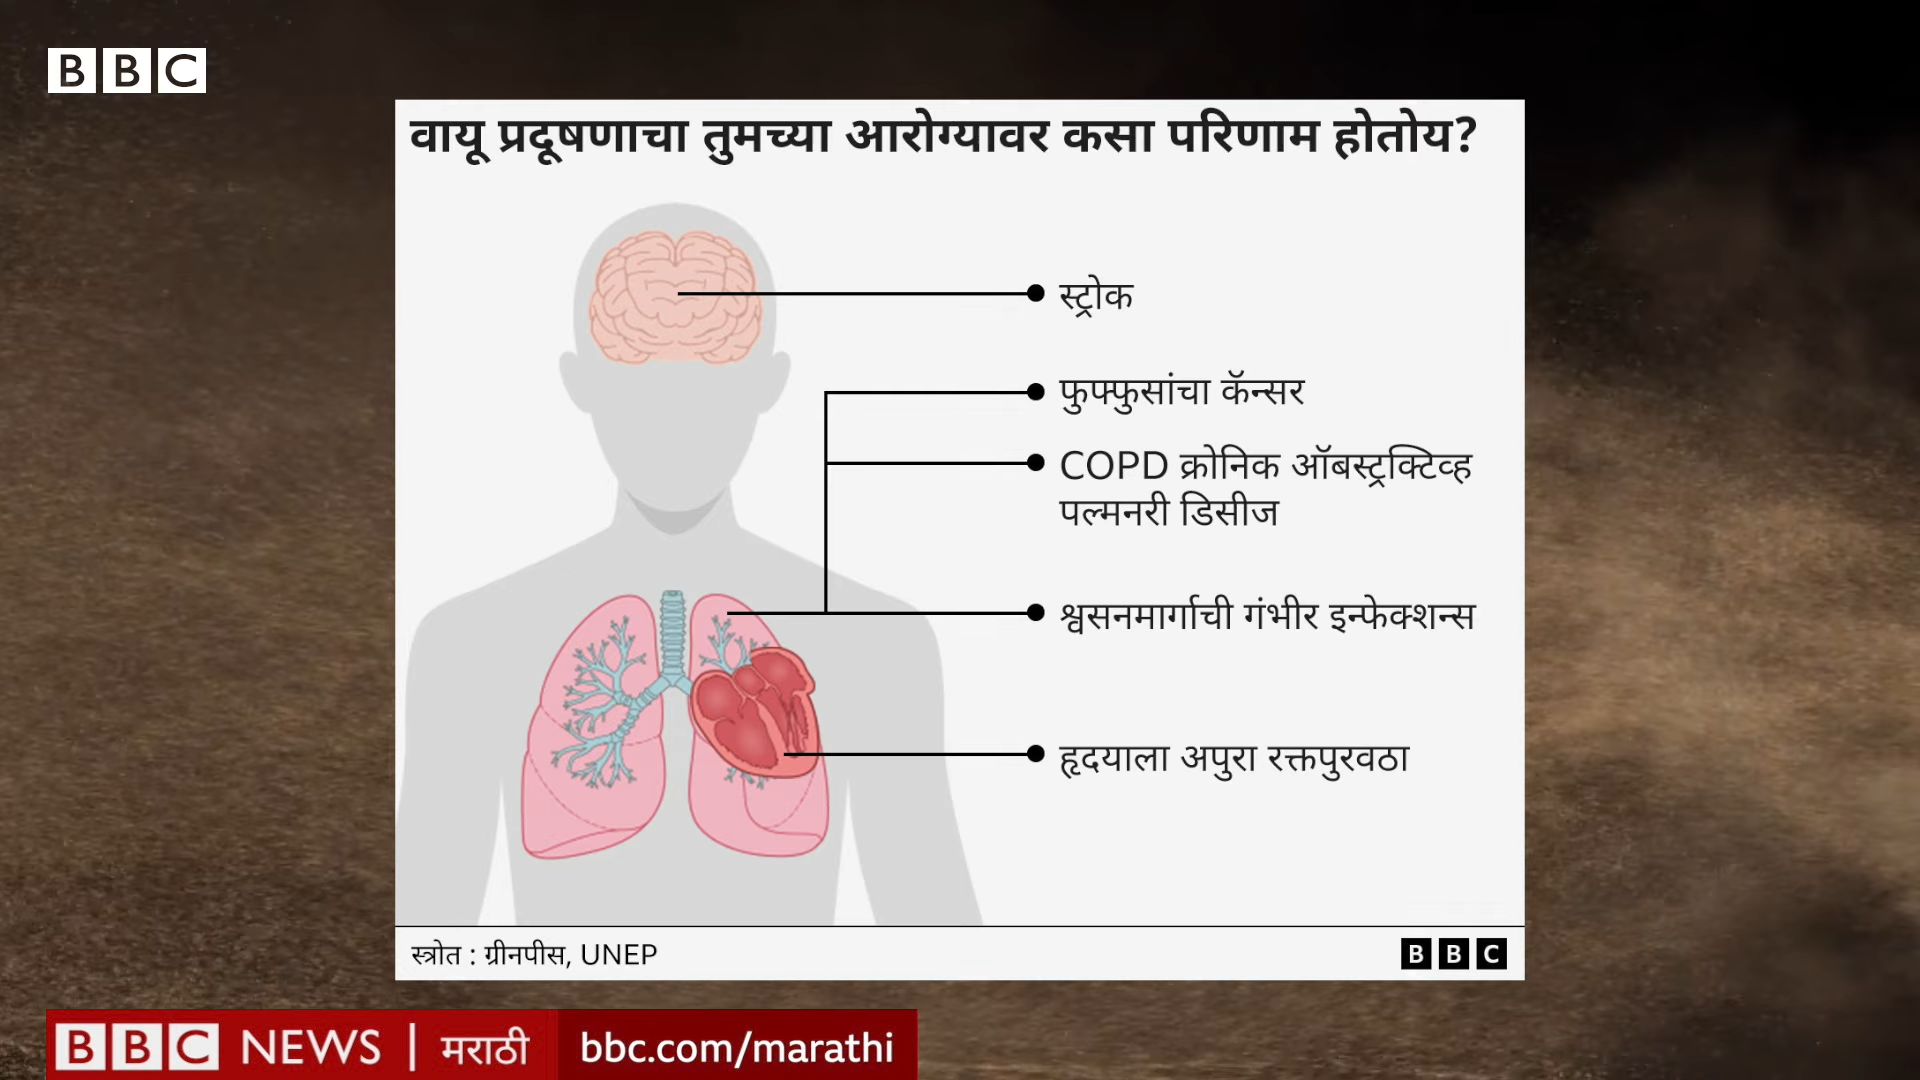 BBC
वायू प्रदूषणाचा तुमच्या आरोग्यावर कसा परिणाम होतोय?
स्ट्रोक
फुफ्फुसांचा कॅन्सर
COPD क्रोनिक ऑबस्ट्रक्टिव्ह
पल्मनरी डिसीज
श्वसनमार्गाची गंभीर इन्फेक्शन्स
हृदयाला अपुरा रक्तपुरवठा
स्त्रोत : ग्रीनपीस, UNEP
BBC
BBC NEWS | मराठी bbc.com/marathi